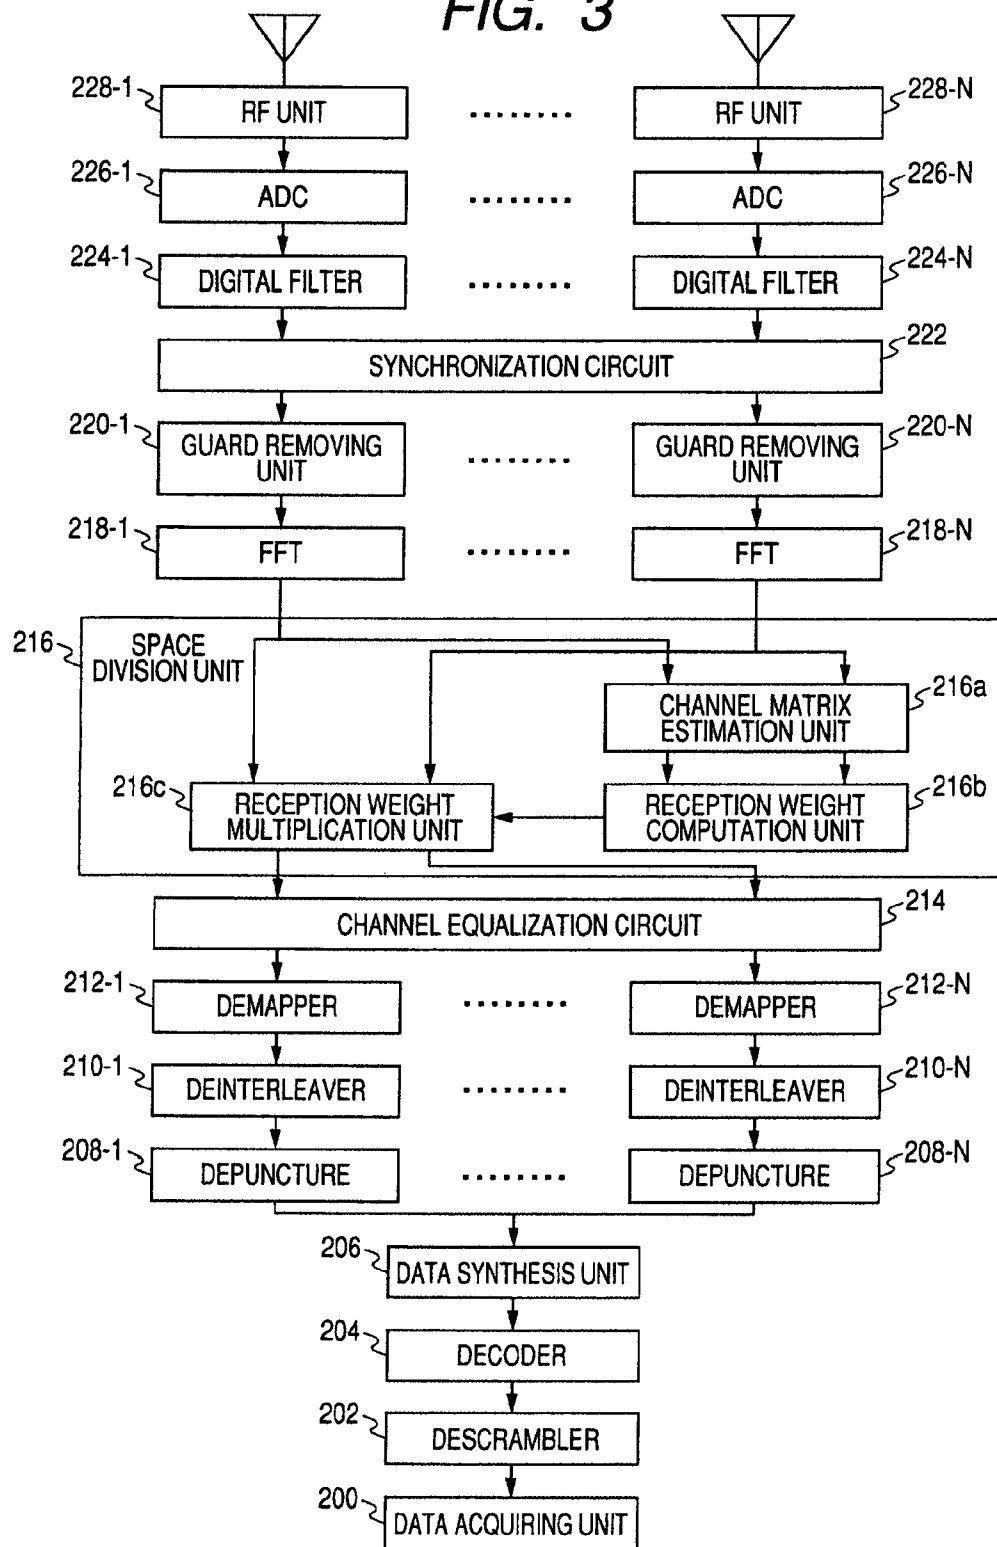 FIG. 3
228-1
RF UNIT
........
RF UNIT
228-N
226-1
ADC
........
ADC
226-N
224-1
DIGITAL FILTER
........
DIGITAL FILTER
224-N
222
SYNCHRONIZATION CIRCUIT
220-1
GUARD REMOVING
UNIT
........
GUARD REMOVING
UNIT
220-N
218-1
FFT
........
FFT
218-N
216
SPACE
DIVISION UNIT
CHANNEL MATRIX
ESTIMATION UNIT
216a
216c
RECEPTION WEIGHT
MULTIPLICATION UNIT
RECEPTION WEIGHT
COMPUTATION UNIT
216b
214
CHANNEL EQUALIZATION CIRCUIT
212-1
DEMAPPER
........
DEMAPPER
212-N
210-1
DEINTERLEAVER
........
DEINTERLEAVER
210-N
208-1
DEPUNCTURE
........
DEPUNCTURE
208-N
206
DATA SYNTHESIS UNIT
204
DECODER
202
DESCRAMBLER
200
DATA ACQUIRING UNIT